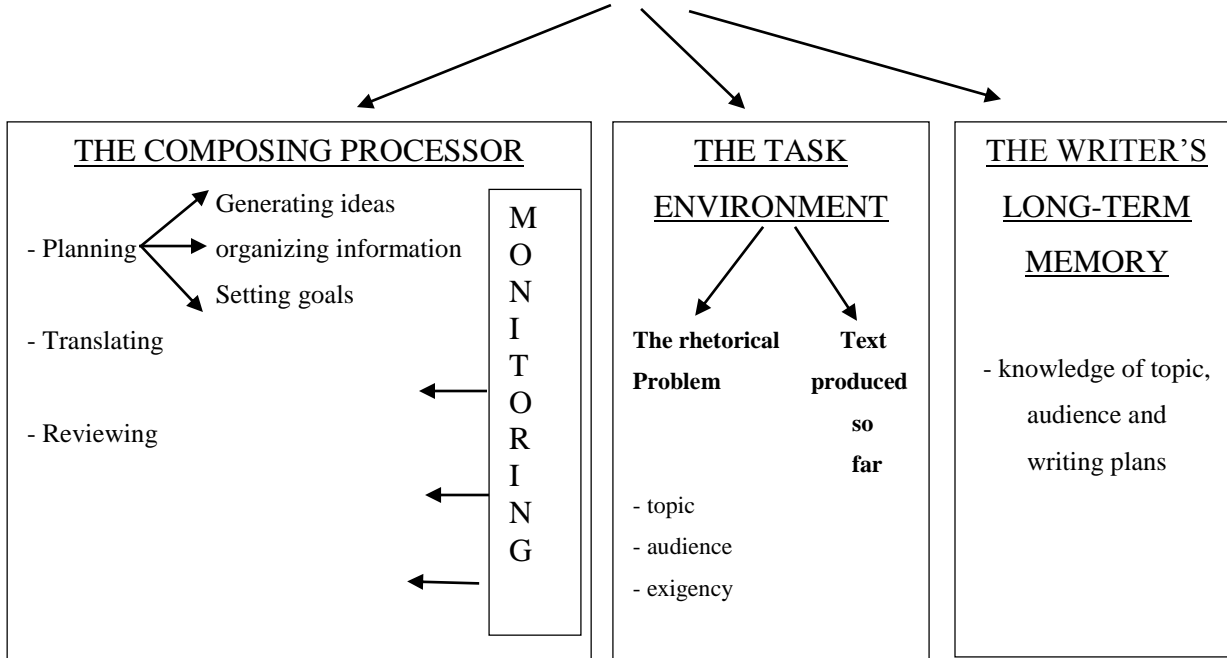 THE COMPOSING PROCESSOR
Generating ideas
- Planning
organizing information
Setting goals
- Translating
- Reviewing
M
O
N
I
T
O
R
I
N
G
THE TASK
ENVIRONMENT
The rhetorical
Problem
Text
produced
so
far
- topic
- audience
- exigency
THE WRITER’S
LONG-TERM
MEMORY
- knowledge of topic,
audience and
writing plans